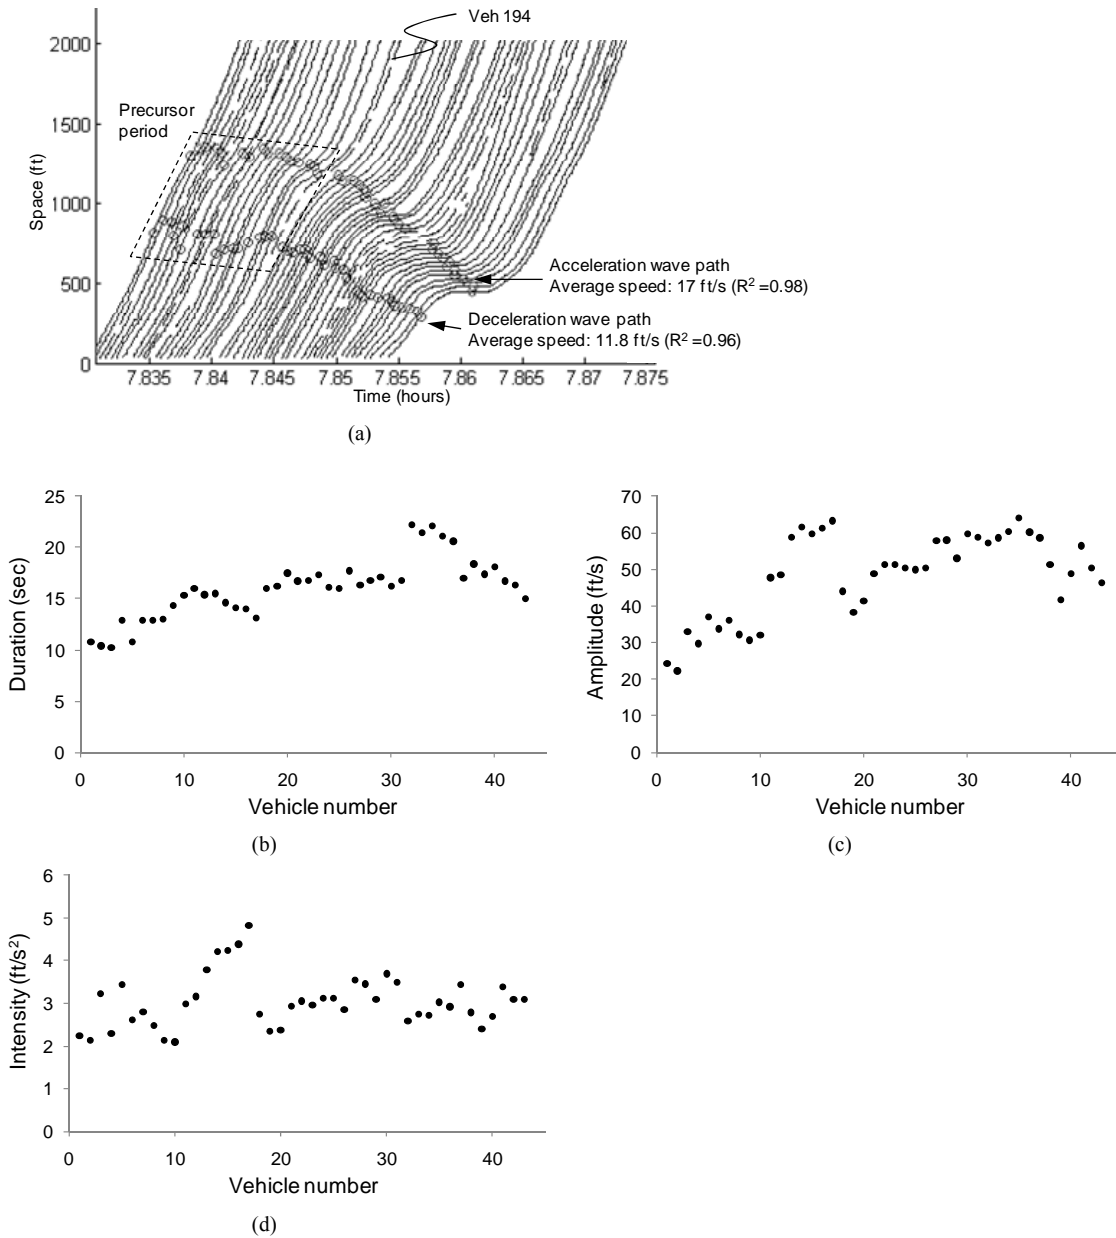 Veh 194
2000
Precursor
period
1500
Space (ft)
1000
Acceleration wave path
Average speed: 17 ft/s (R² =0.98)
500
Deceleration wave path
Average speed: 11.8 ft/s (R² =0.96)
0
7.835 7.84 7.845 7.85 7.855 7.86 7.865 7.87 7.875
Time (hours)
(a)
25
20
15
10
5
0
Duration (sec)
0 10 20 30 40
Vehicle number
(b)
70
60
50
40
30
20
10
0
Amplitude (ft/s)
0 10 20 30 40
Vehicle number
(c)
6
5
4
3
2
1
0
Intensity (ft/s²)
0 10 20 30 40
Vehicle number
(d)